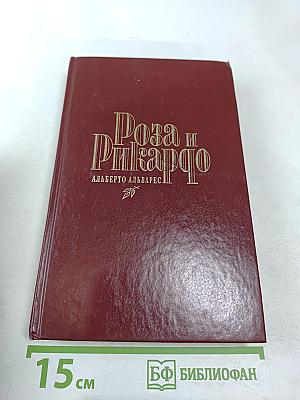 Роза и
Рикардо
АЛЬБЕРТО АЛЬВАРЕС
15 см
БФ БИБЛИОФАН